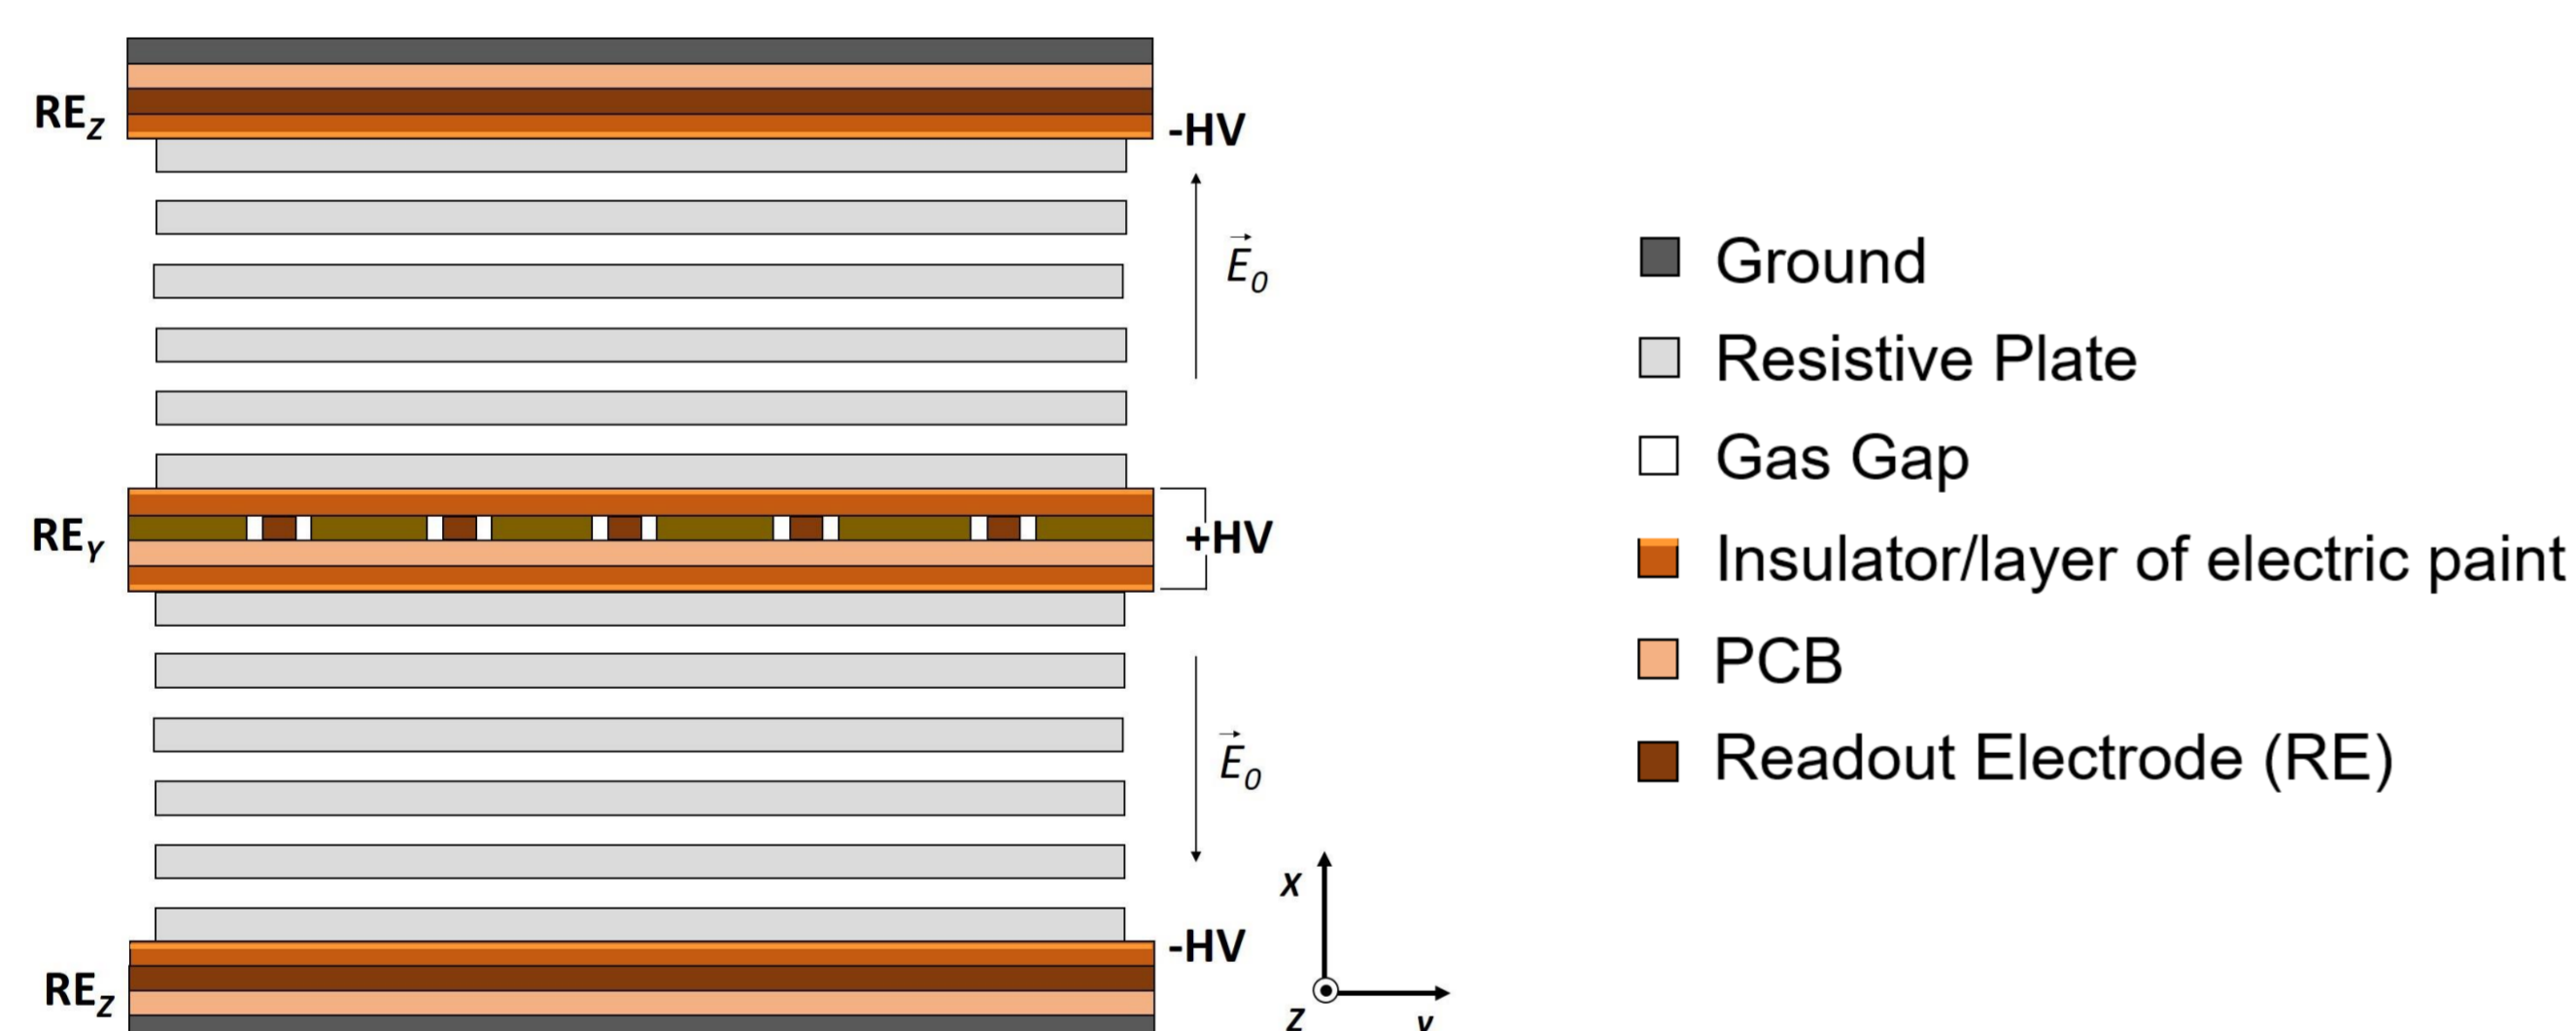 RE_Z
-HV
E_0
RE_Y
+HV
E_0
-HV
RE_Z
X
Z
y
Ground
Resistive Plate
Gas Gap
Insulator/layer of electric paint
PCB
Readout Electrode (RE)